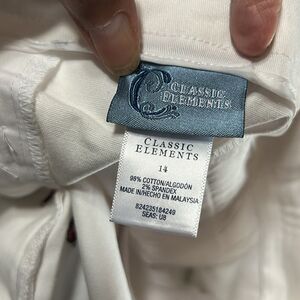 C
CLASSIC
ELEMENTS
CLASSIC
ELEMENTS
14
98% COTTON/ALGODÓN
2% SPANDEX
MADE IN/HECHO EN MALAYSIA
824235184249
SEAS: U8